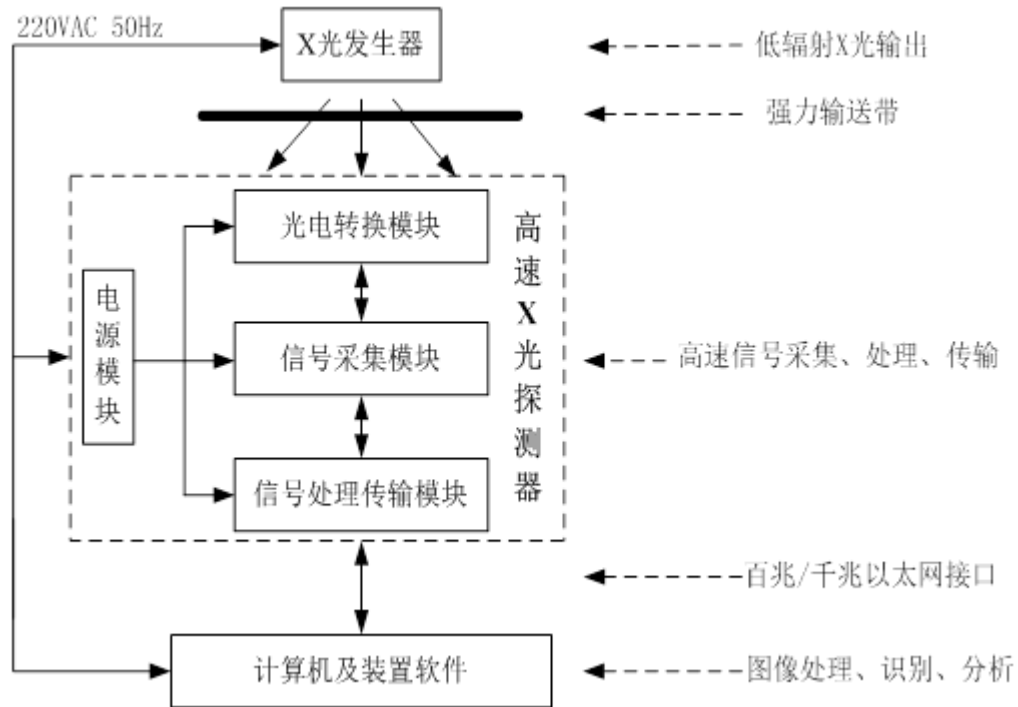 220VAC 50Hz
X光发生器
低辐射X光输出
强力输送带
光电转换模块
高速X光探测器
电源模块
信号采集模块
高速信号采集、处理、传输
信号处理传输模块
百兆/千兆以太网接口
计算机及装置软件
图像处理、识别、分析